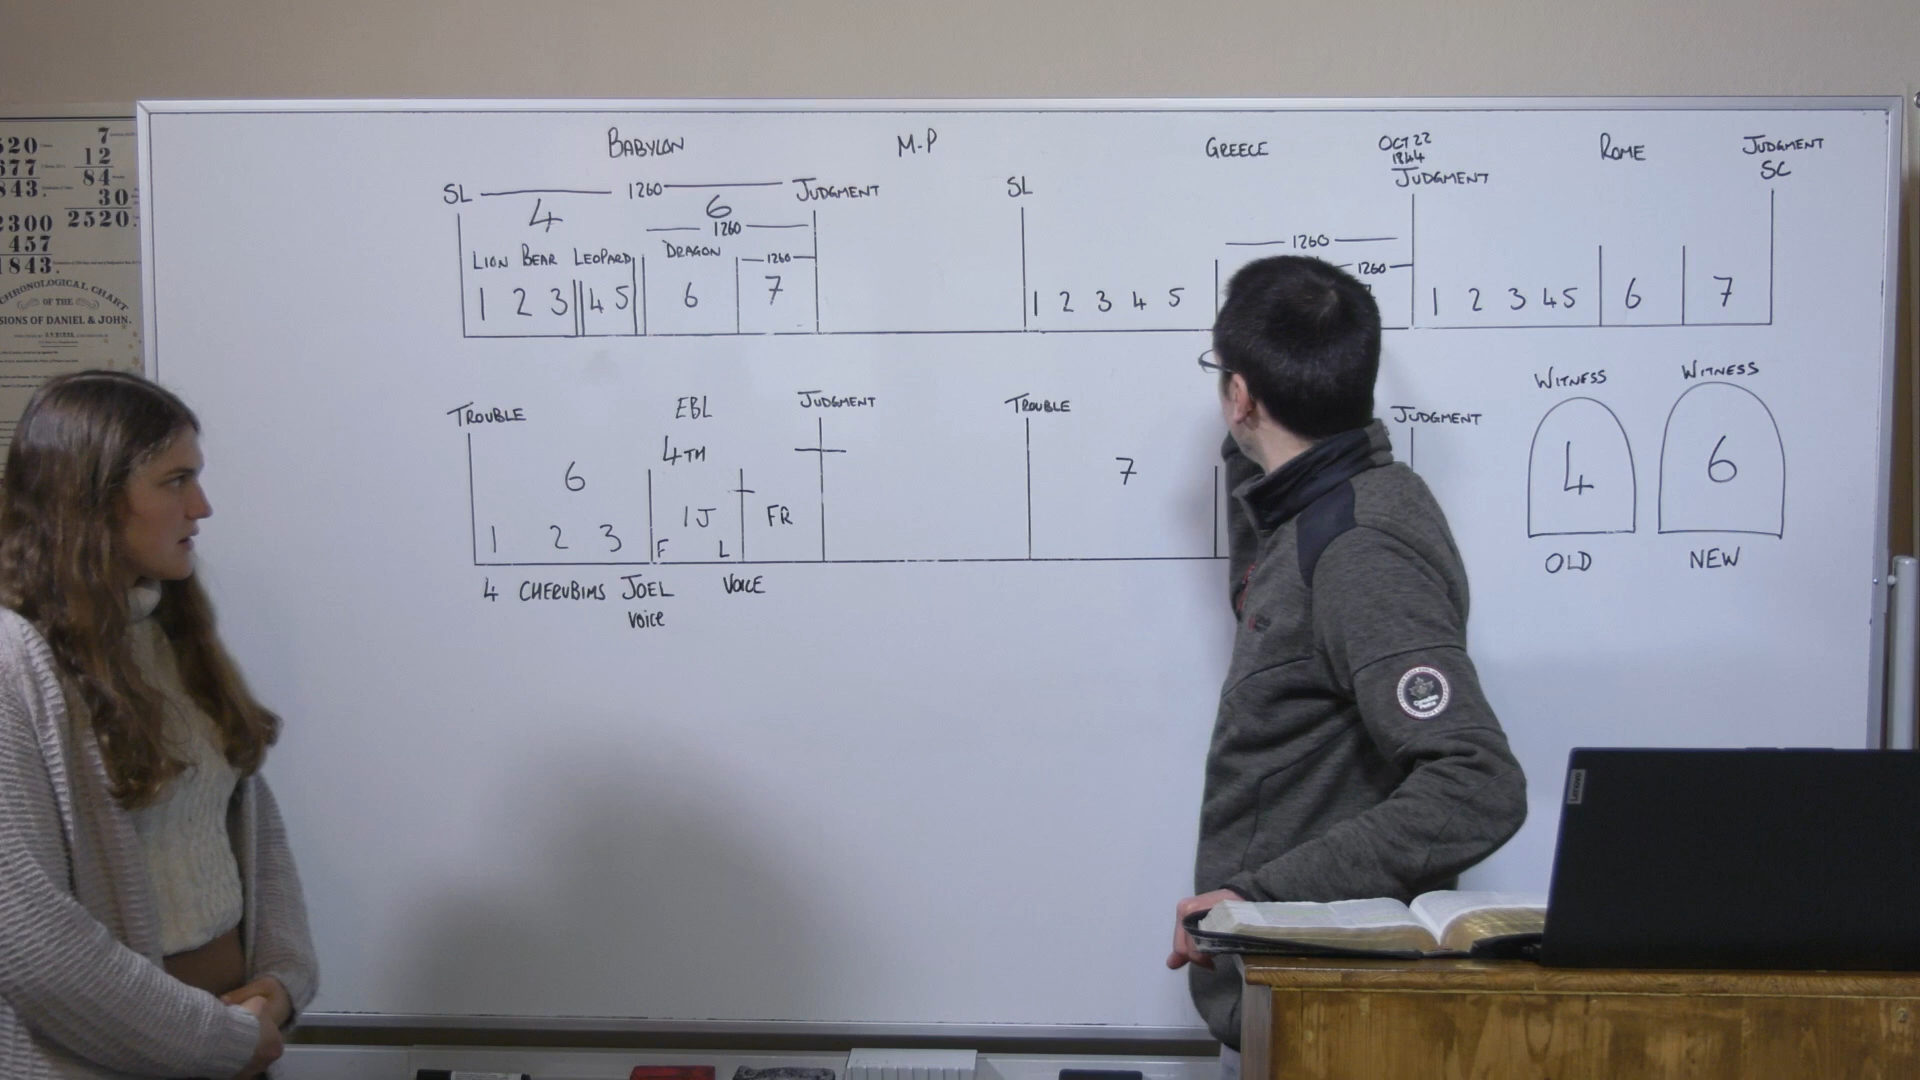 BABYLON M-P GREECE OCT 22 ROME JUDGMENT
1844
SL 1260 JUDGMENT SL JUDGMENT SC
4 6
1260 1260
LION BEAR LEOPARD DRAGON 1260 1260
1 2 3 4 5 6 7 1 2 3 4 5 1 2 3 4 5 6 7
TROUBLE EBL JUDGMENT TROUBLE JUDGMENT WITNESS WITNESS
4TH
6 7 4 6
1 2 3 1J FR
F L
OLD NEW
4 CHERUBIMS JOEL VOICE
VOICE
520 7
677 12
843. 84
30
2300 2520.
457
1843.
CHRONOLOGICAL CHART
OF THE
SIONS OF DANIEL & JOHN.
Lenovo